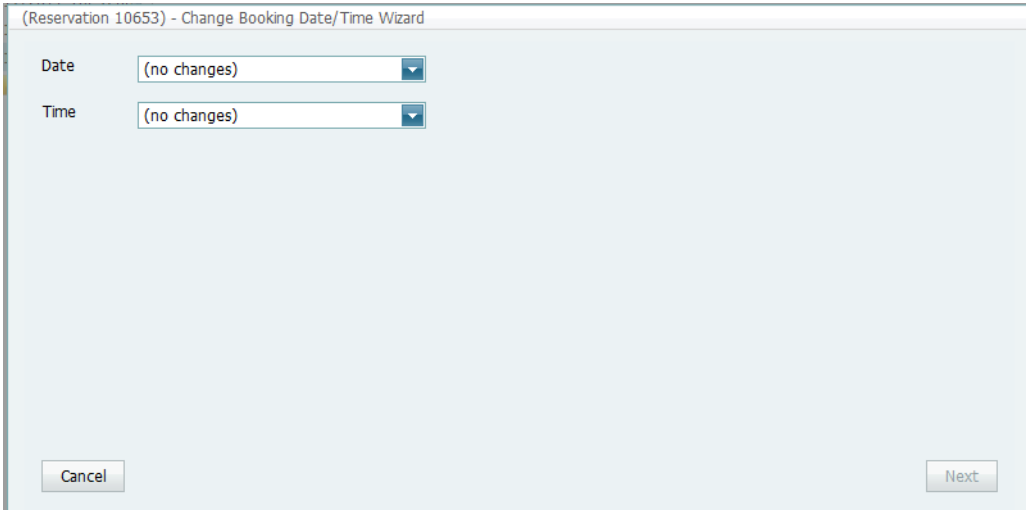 (Reservation 10653) - Change Booking Date/Time Wizard
Date (no changes)
Time (no changes)
Cancel Next